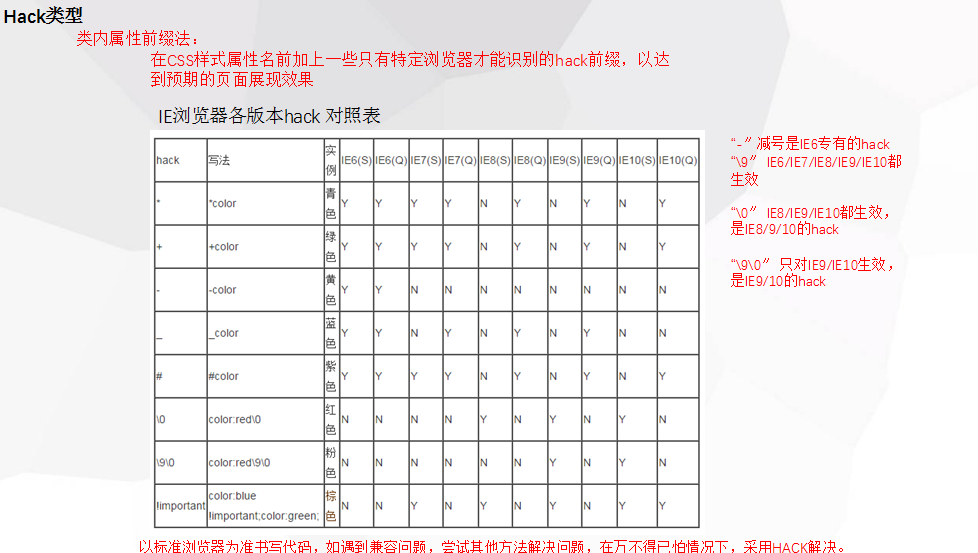 Hack类型
类内属性前缀法：
在CSS样式属性名前加上一些只有特定浏览器才能识别的hack前缀，以达
到预期的页面展现效果
IE浏览器各版本hack 对照表
hack 写法 实例 IE6(S) IE6(Q) IE7(S) IE7(Q) IE8(S) IE8(Q) IE9(S) IE9(Q) IE10(S) IE10(Q)
* *color 青色 Y Y Y Y N Y N Y N Y
+ +color 绿色 Y Y Y Y N Y N Y N Y
- -color 黄色 Y Y N N N N N N N N
_ _color 蓝色 Y Y N Y N Y N Y N N
# #color 紫色 Y Y Y Y N Y N Y N Y
\0 color:red\0 红色 N N N N Y N Y N Y N
\9\0 color:red\9\0 粉色 N N N N N N Y N Y N
!important color:blue !important;color:green; 棕色 N N Y N Y N Y N Y Y
“-″减号是IE6专有的hack
“\9″ IE6/IE7/IE8/IE9/IE10都
生效
“\0″ IE8/IE9/IE10都生效，
是IE8/9/10的hack
“\9\0″ 只对IE9/IE10生效，
是IE9/10的hack
以标准浏览器为准书写代码，如遇到兼容问题，尝试其他方法解决问题，在万不得已怕情况下，采用HACK解决。